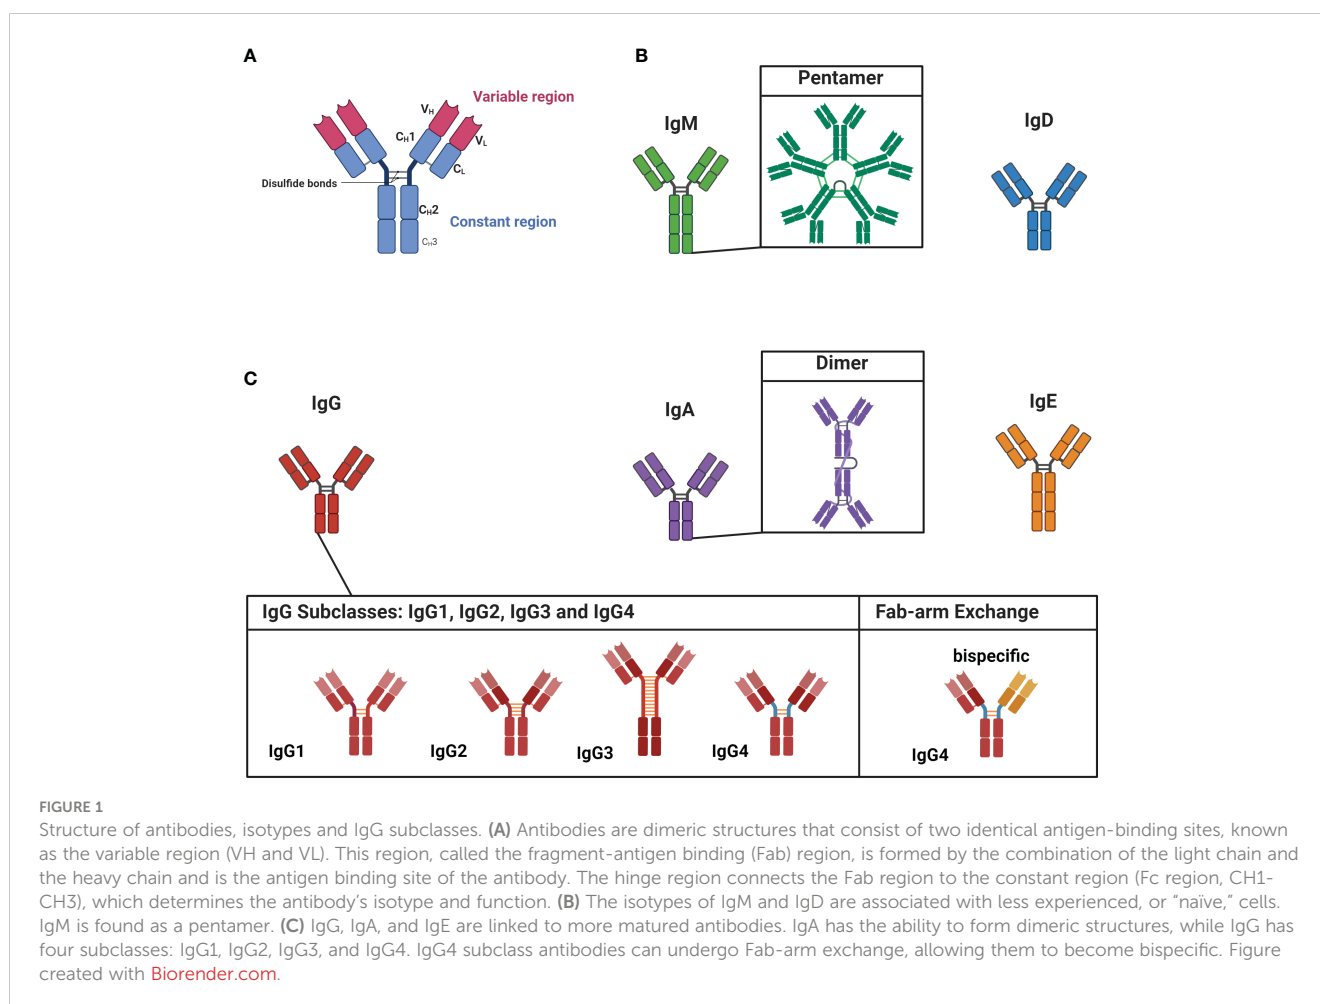 A
Variable region
VH
CH1
VL
CL
Disulfide bonds
CH2
Constant region
CH3
B
IgM
Pentamer
IgD
C
IgG
IgA
Dimer
IgE
IgG Subclasses: IgG1, IgG2, IgG3 and IgG4
Fab-arm Exchange
IgG1
IgG2
IgG3
IgG4
bispecific
IgG4
FIGURE 1
Structure of antibodies, isotypes and IgG subclasses. (A) Antibodies are dimeric structures that consist of two identical antigen-binding sites, known
as the variable region (VH and VL). This region, called the fragment-antigen binding (Fab) region, is formed by the combination of the light chain and
the heavy chain and is the antigen binding site of the antibody. The hinge region connects the Fab region to the constant region (Fc region, CH1-
CH3), which determines the antibody’s isotype and function. (B) The isotypes of IgM and IgD are associated with less experienced, or “naïve,” cells.
IgM is found as a pentamer. (C) IgG, IgA, and IgE are linked to more matured antibodies. IgA has the ability to form dimeric structures, while IgG has
four subclasses: IgG1, IgG2, IgG3, and IgG4. IgG4 subclass antibodies can undergo Fab-arm exchange, allowing them to become bispecific. Figure
created with Biorender.com.